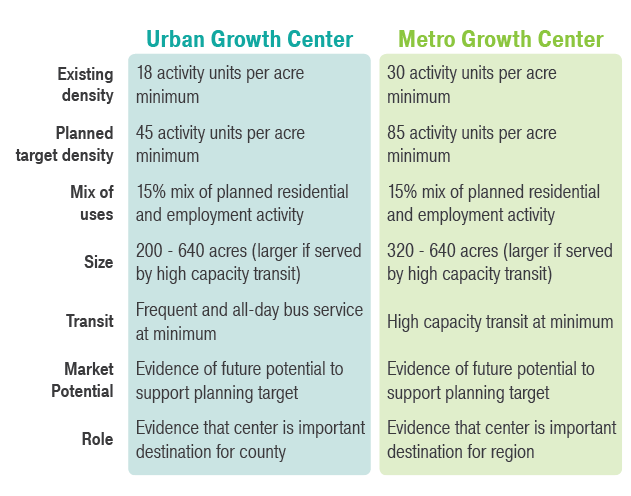 Urban Growth Center
Metro Growth Center
Existing
density
18 activity units per acre
minimum
30 activity units per acre
minimum
Planned
target density
45 activity units per acre
minimum
85 activity units per acre
minimum
Mix of
uses
15% mix of planned residential
and employment activity
15% mix of planned residential
and employment activity
Size
200 - 640 acres (larger if served
by high capacity transit)
320 - 640 acres (larger if served
by high capacity transit)
Transit
Frequent and all-day bus service
at minimum
High capacity transit at minimum
Market
Potential
Evidence of future potential to
support planning target
Evidence of future potential to
support planning target
Role
Evidence that center is important
destination for county
Evidence that center is important
destination for region